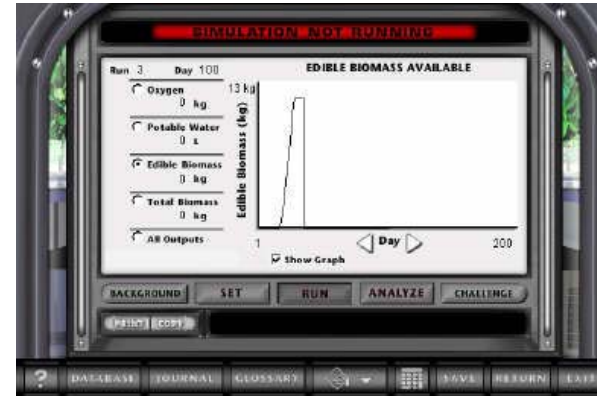 SIMULATION NOT RUNNING
Run 3 Day 100
EDIBLE BIOMASS AVAILABLE
Oxygen
0 kg
Potable Water
0 L
Edible Biomass
0 kg
Total Biomass
0 kg
All Outputs
13 kg
Edible Biomass (kg)
1 Day 200
Show Graph
BACKGROUND SET RUN ANALYZE CHALLENGE
PRINT COPY
? DATABASE JOURNAL GLOSSARY SAVE RETURN EXIT